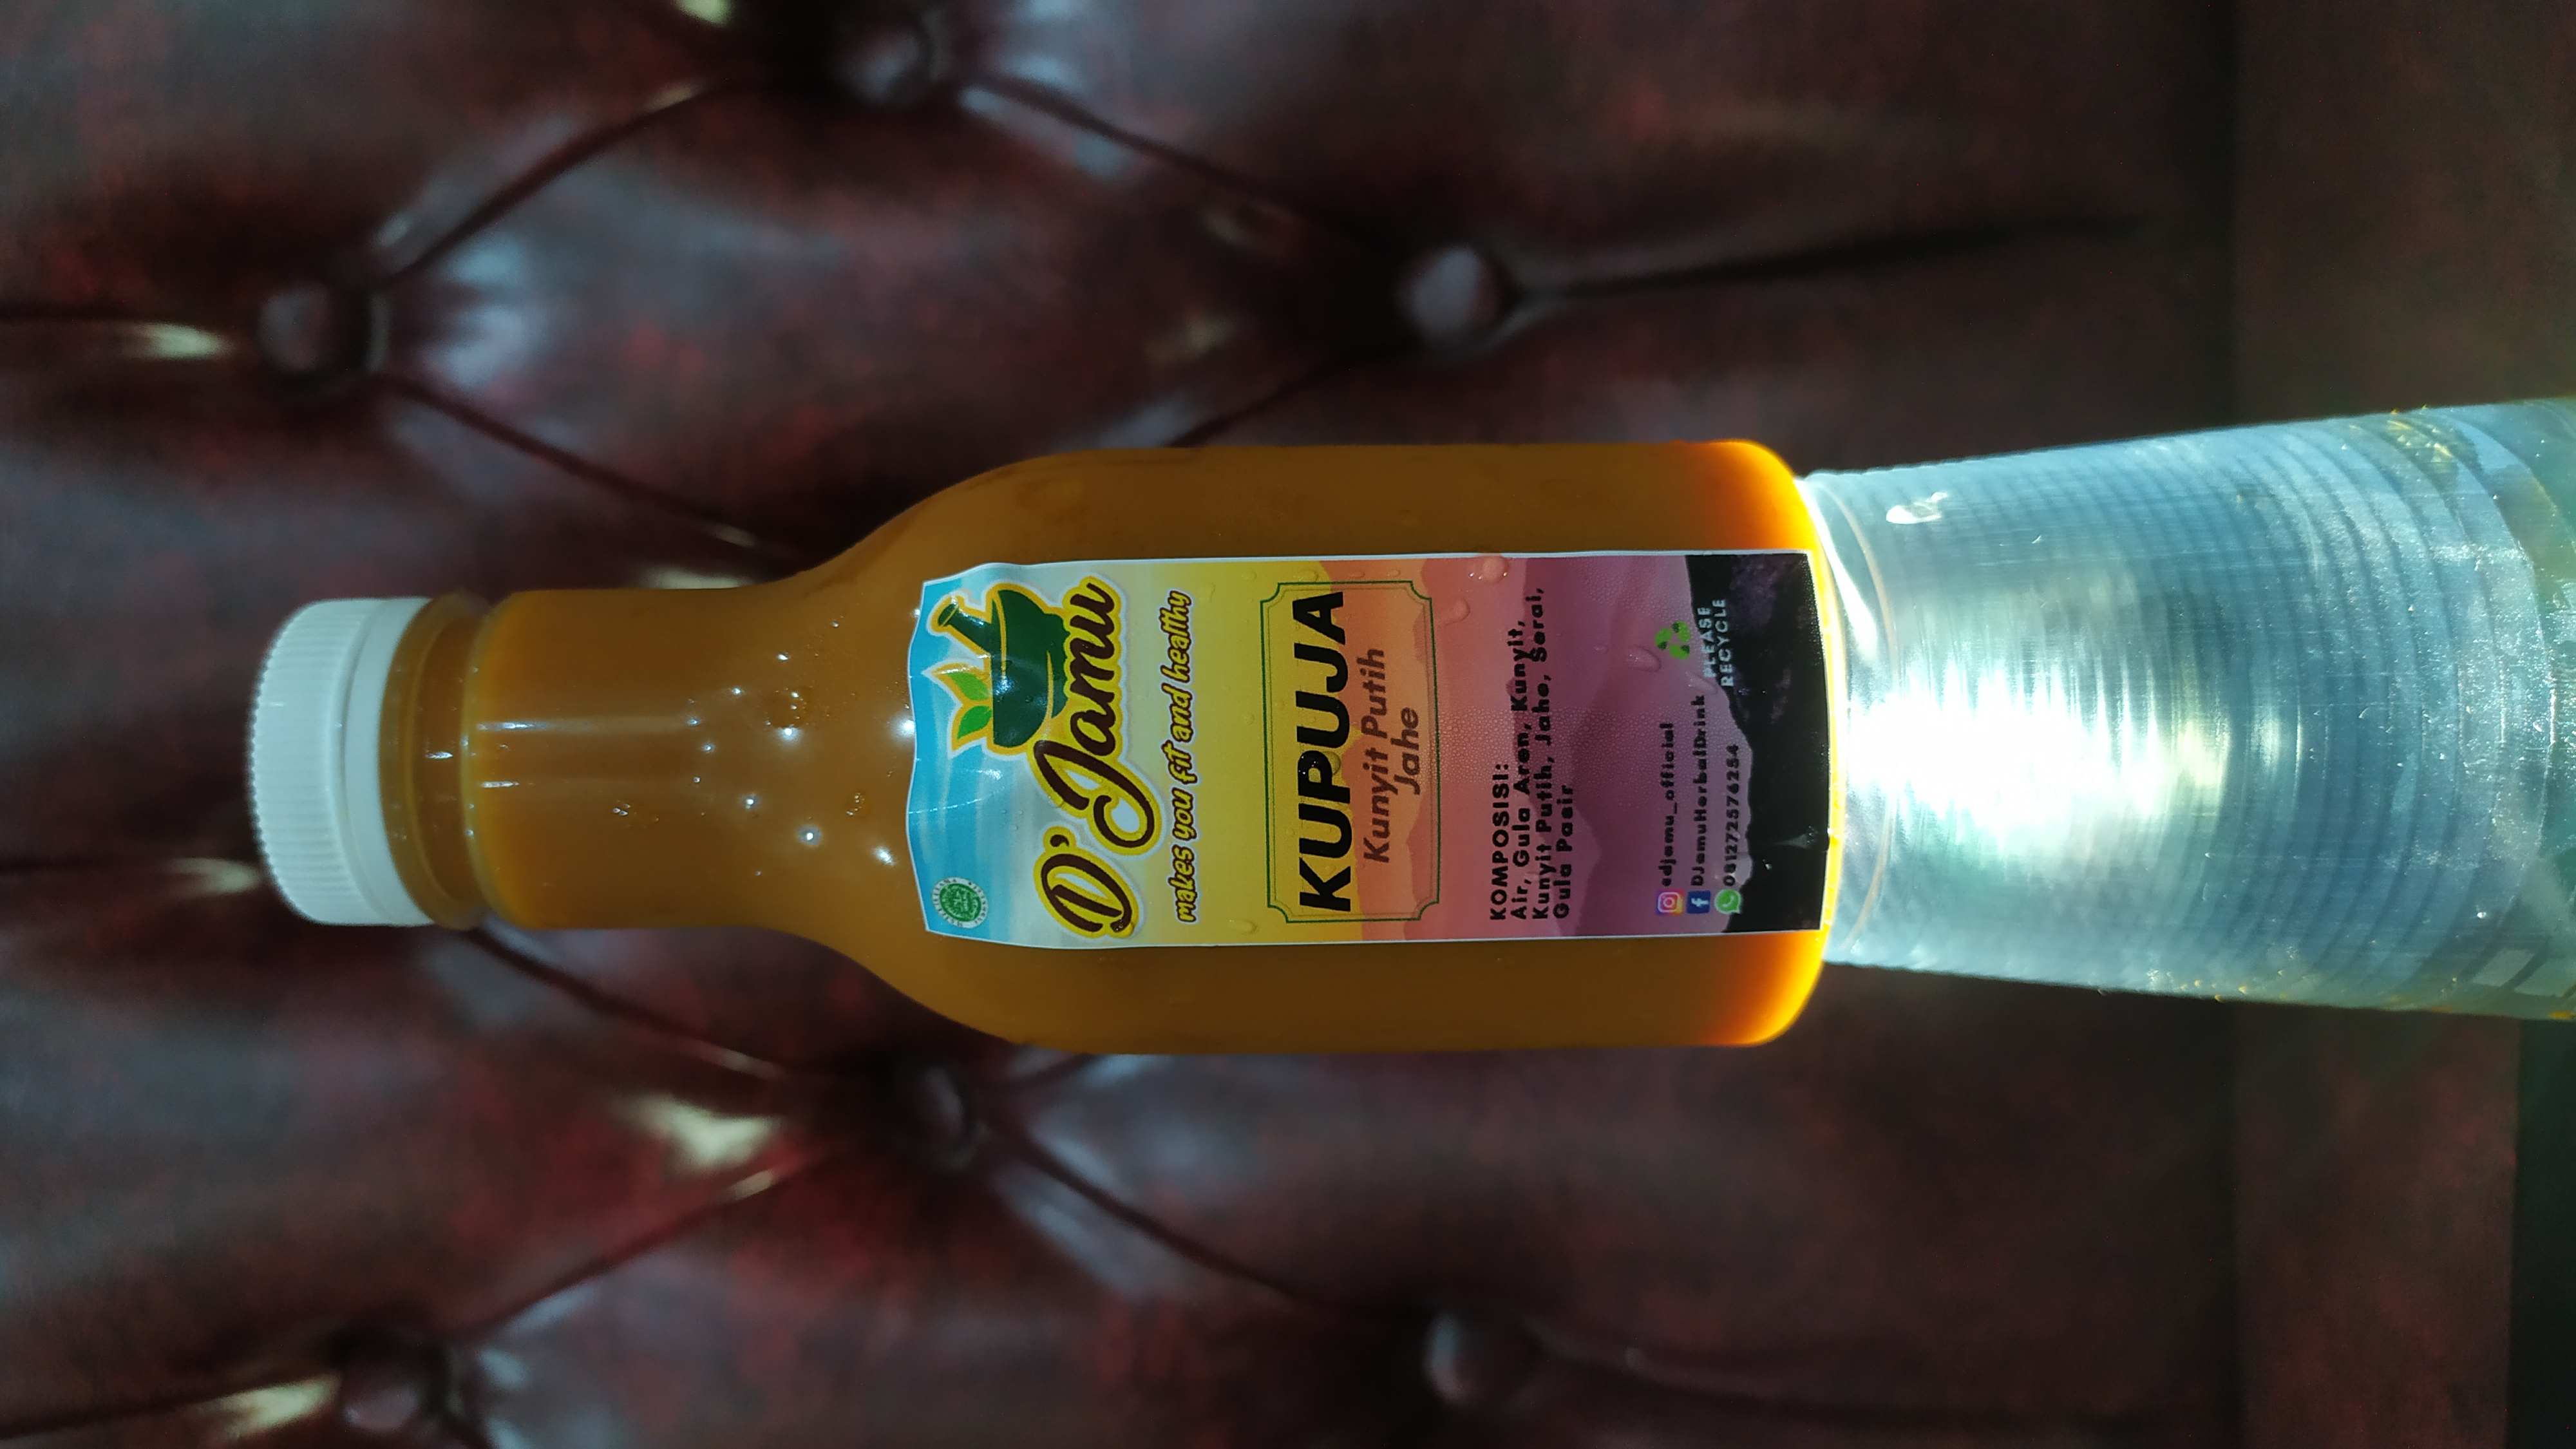 D' Jamu
makes you fit and healthy
KUPUJA
Kunyit Putih
Jahe
KOMPOSISI:
Air, Gula Aren, Kunyit,
Kunyit Putih, Jahe, Serai,
Gula Pasir
@djamu_official
DJamuHerbalDrink
081272576254
PLEASE
RECYCLE